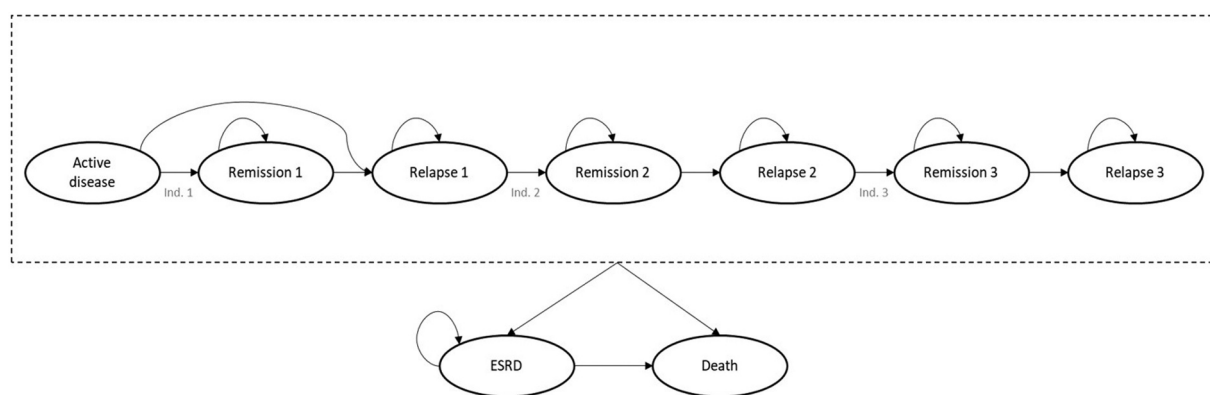 Active
disease
Remission 1
Relapse 1
Remission 2
Relapse 2
Remission 3
Relapse 3
Ind. 1
Ind. 2
Ind. 3
ESRD
Death